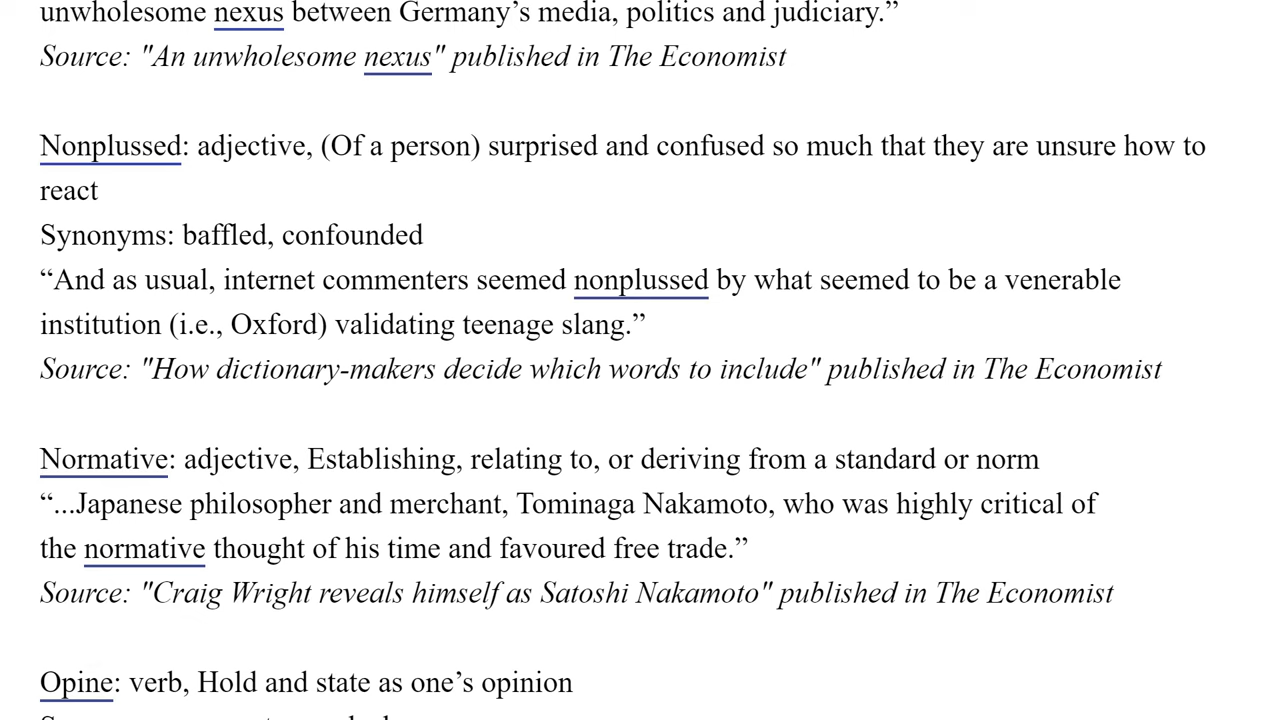 unwholesome nexus between Germany’s media, politics and judiciary.”
Source: "An unwholesome nexus" published in The Economist
Nonplussed: adjective, (Of a person) surprised and confused so much that they are unsure how to
react
Synonyms: baffled, confounded
“And as usual, internet commenters seemed nonplussed by what seemed to be a venerable
institution (i.e., Oxford) validating teenage slang.”
Source: "How dictionary-makers decide which words to include" published in The Economist
Normative: adjective, Establishing, relating to, or deriving from a standard or norm
“...Japanese philosopher and merchant, Tominaga Nakamoto, who was highly critical of
the normative thought of his time and favoured free trade.”
Source: "Craig Wright reveals himself as Satoshi Nakamoto" published in The Economist
Opine: verb, Hold and state as one’s opinion